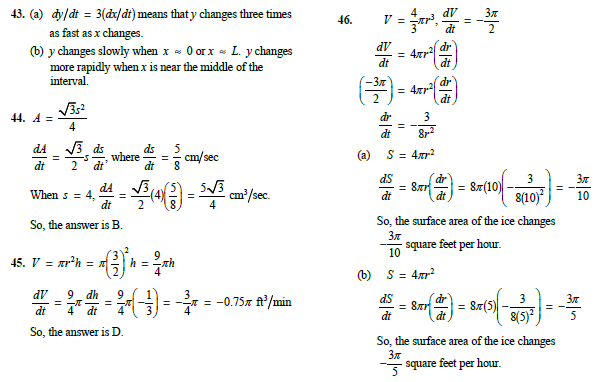 43. (a) dy/dt = 3(dx/dt) means that y changes three times
as fast as x changes.
(b) y changes slowly when x ≈ 0 or x ≈ L. y changes
more rapidly when x is near the middle of the
interval.
44. A = √3s²/4
dA/dt = √3/2 s ds/dt, where ds/dt = 5/8 cm/sec
When s = 4, dA/dt = √3/2 (4)(5/8) = 5√3/4 cm²/sec.
So, the answer is B.
45. V = πr²h = π(3/2)²h = 9/4 πh
dV/dt = 9/4 π dh/dt = 9/4 π(-1/3) = -3/4 π = -0.75π ft³/min
So, the answer is D.
46. V = 4/3 πr³, dV/dt = -3π/2
dV/dt = 4πr²(dr/dt)
(-3π/2) = 4πr²(dr/dt)
dr/dt = -3/8r²
(a) S = 4πr²
dS/dt = 8πr(dr/dt) = 8π(10)(-3/8(10)²) = -3π/10
So, the surface area of the ice changes
-3π/10 square feet per hour.
(b) S = 4πr²
dS/dt = 8πr(dr/dt) = 8π(5)(-3/8(5)²) = -3π/5
So, the surface area of the ice changes
-3π/5 square feet per hour.